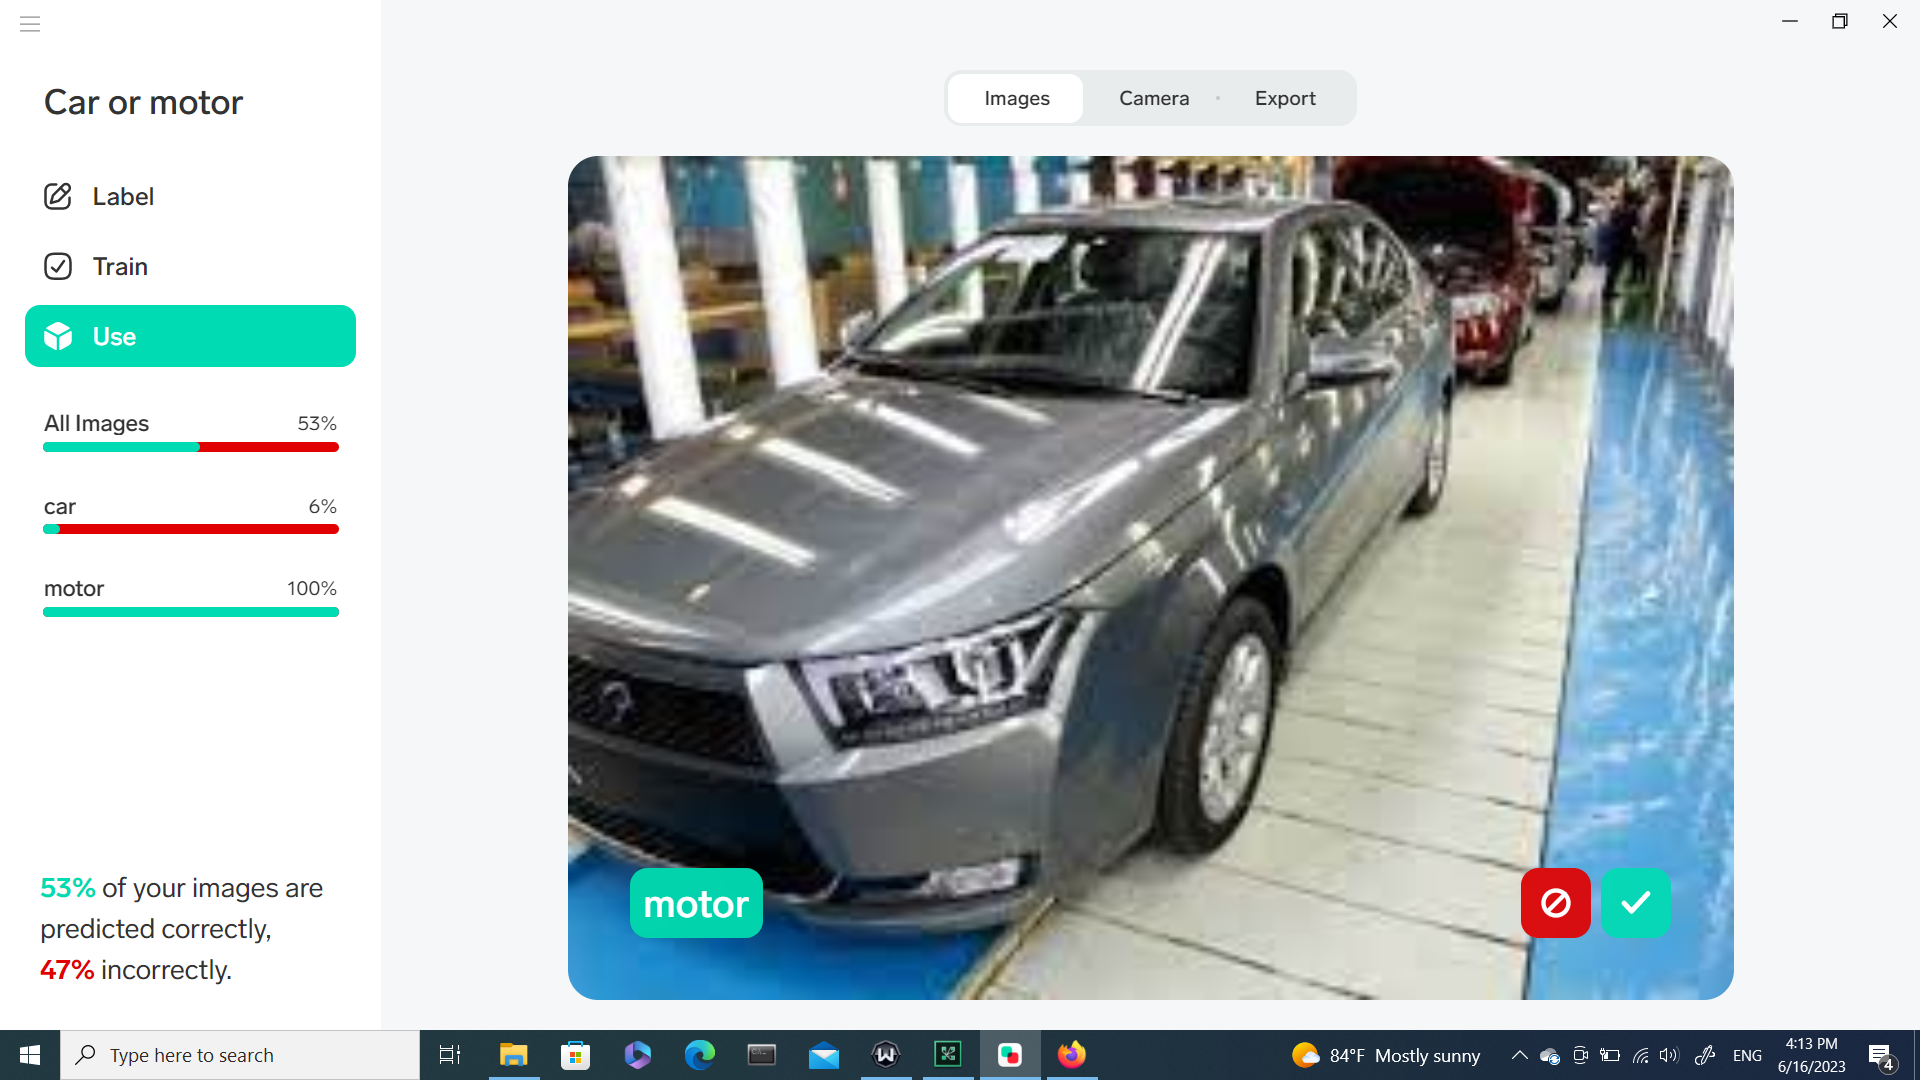 Car or motor
Label
Train
Use
All Images 53%
car 6%
motor 100%
53% of your images are
predicted correctly,
47% incorrectly.
Images Camera Export
motor
Type here to search
84°F Mostly sunny
ENG
4:13 PM
6/16/2023
4